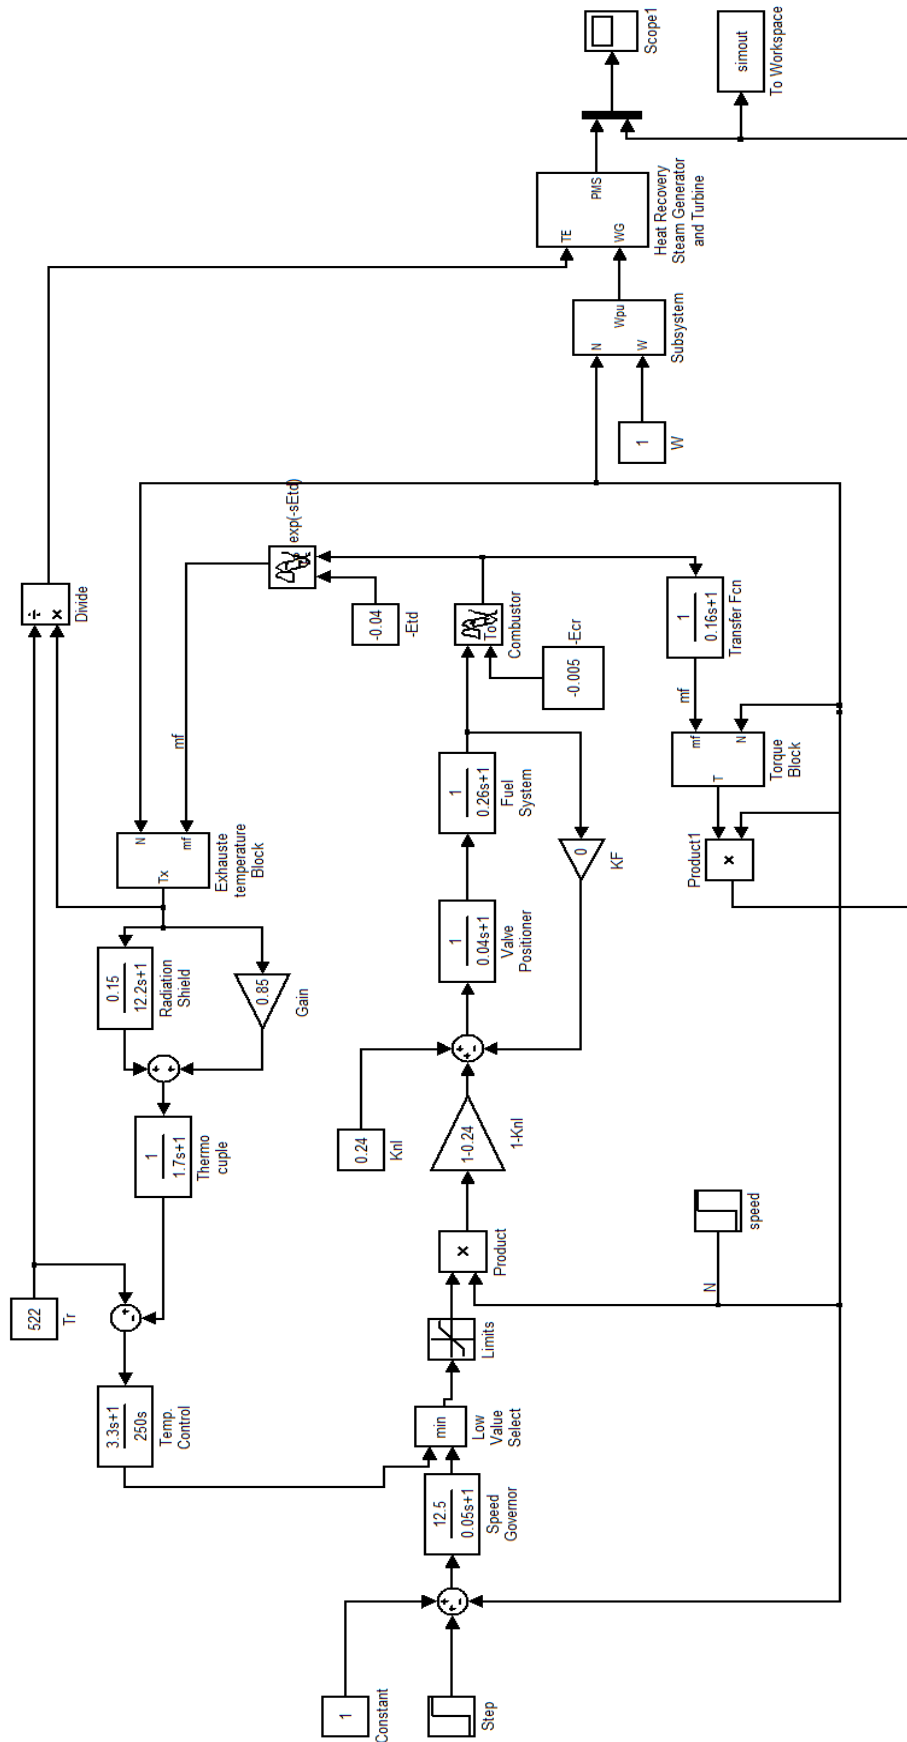 522
Tr
÷
×
Divide
3.3s+1
250s
Temp.
Control
+
-
1
1.7s+1
Thermo
cuple
+
+
0.15
12.2s+1
Radiation
Shield
0.85
Gain
Tx
N
mf
Exhauste
temperature
Block
mf
exp(-sEtd)
-0.04
-Etd
1
Constant
Step
+
+
-
12.5
0.05s+1
Speed
Governor
min
Low
Value
Select
Limits
×
Product
0.24
Knl
1-0.24
1-Knl
+
+
-
1
0.04s+1
Valve
Positioner
1
0.26s+1
Fuel
System
0
KF
To
Combustor
-0.005
-Ecr
1
W
N
W
Wpu
Subsystem
TE
WG
PMS
Heat Recovery
Steam Generator
and Turbine
Scope1
simout
To Workspace
N
speed
×
Product1
T
mf
N
Torque
Block
mf
1
0.16s+1
Transfer Fcn